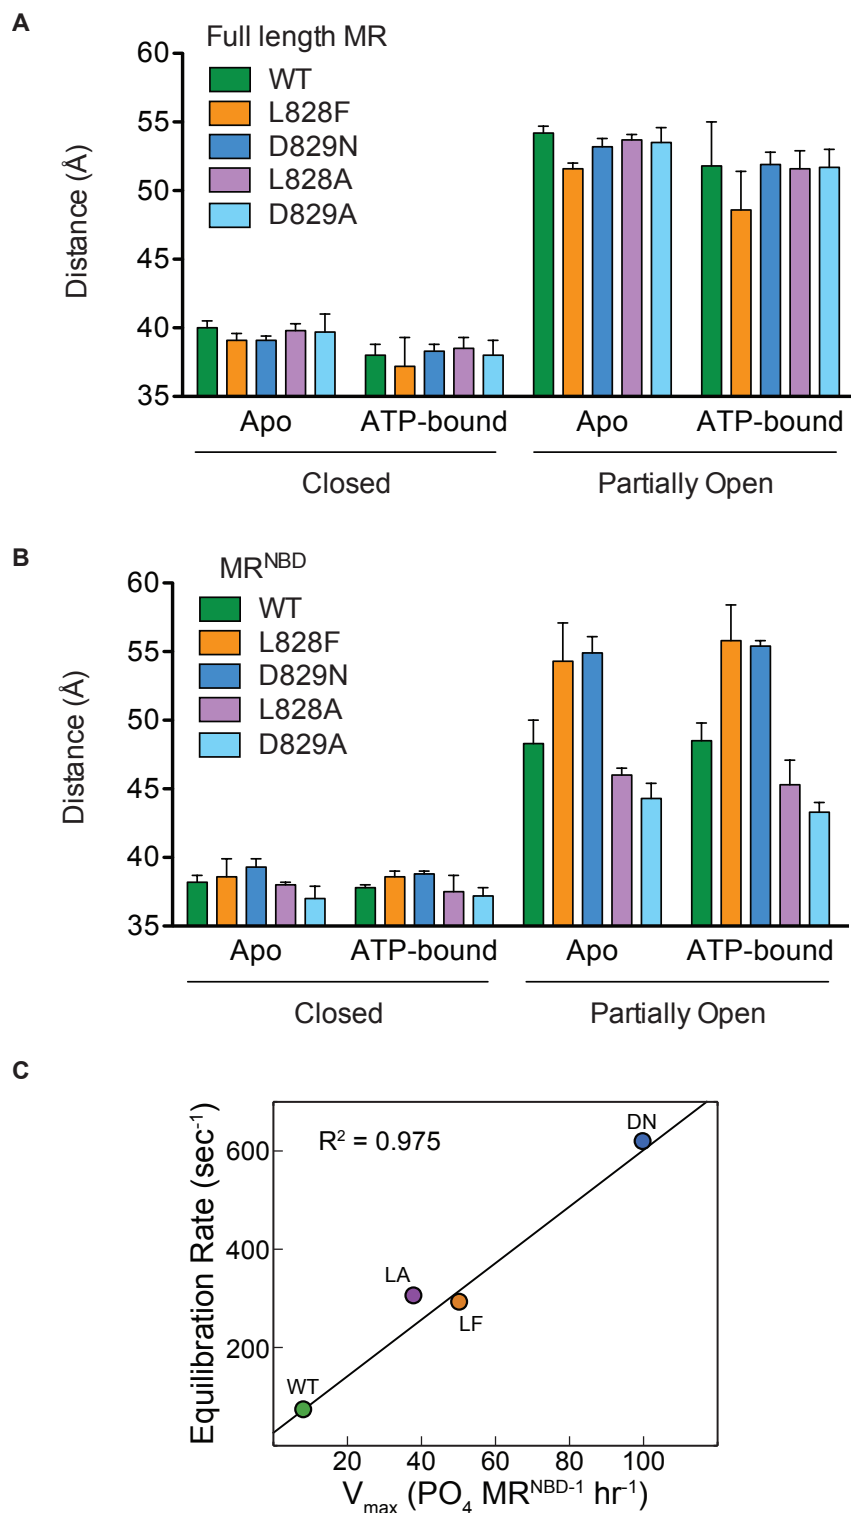 A
Full length MR
WT
L828F
D829N
L828A
D829A
Distance (Å)
60
55
50
45
40
35
Apo
ATP-bound
Apo
ATP-bound
Closed
Partially Open
B
MR^NBD
WT
L828F
D829N
L828A
D829A
Distance (Å)
60
55
50
45
40
35
Apo
ATP-bound
Apo
ATP-bound
Closed
Partially Open
C
Equilibration Rate (sec⁻¹)
R² = 0.975
600
400
200
DN
LA
LF
WT
20 40 60 80 100
V_max (PO₄ MR^NBD-1 hr⁻¹)